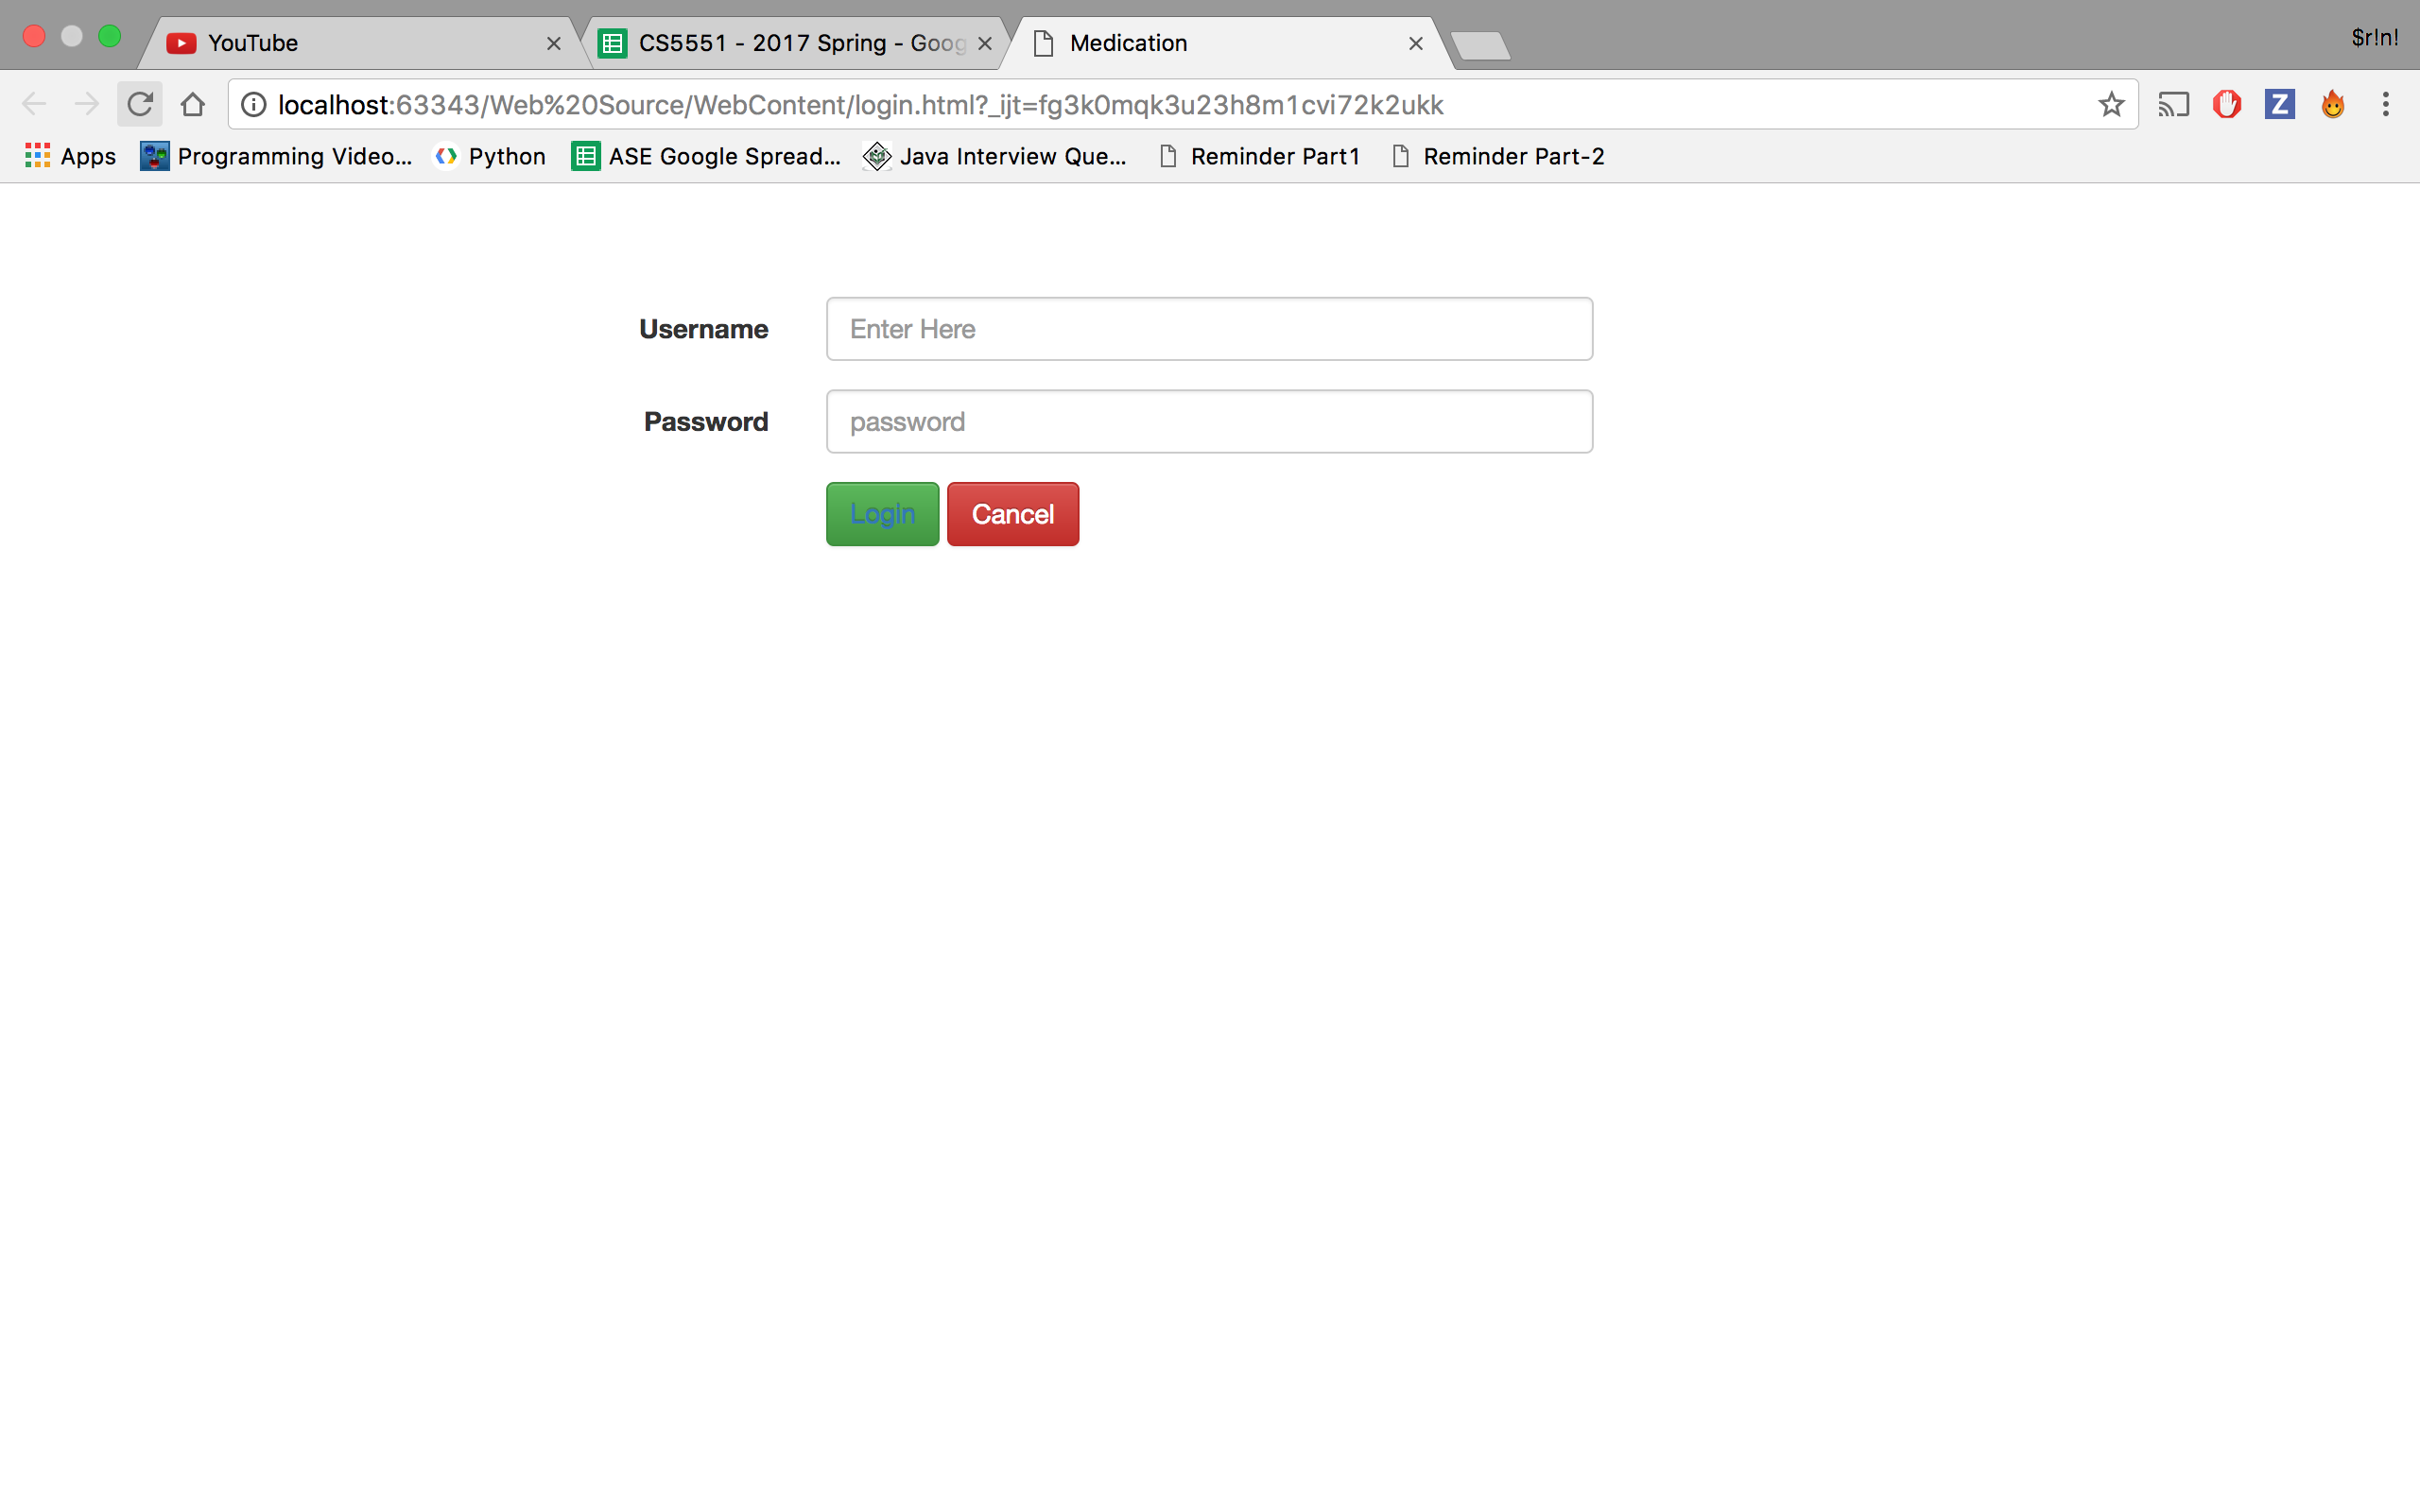 YouTube
CS5551 - 2017 Spring - Goog
Medication
$r!n!
localhost:63343/Web%20Source/WebContent/login.html?_ijt=fg3k0mqk3u23h8m1cvi72k2ukk
Z
Apps
Programming Video...
Python
ASE Google Spread...
Java Interview Que...
Reminder Part1
Reminder Part-2
Username
Enter Here
Password
password
Login
Cancel